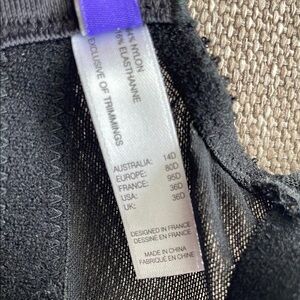 NYLON
ELASTHANNE
EXCLUSIVE OF TRIMMINGS
AUSTRALIA: 14D
EUROPE: 80D
FRANCE: 95D
USA: 36D
UK: 36D
DESIGNED IN FRANCE
DESSINÉ EN FRANCE
MADE IN CHINA
FABRIQUÉ EN CHINE